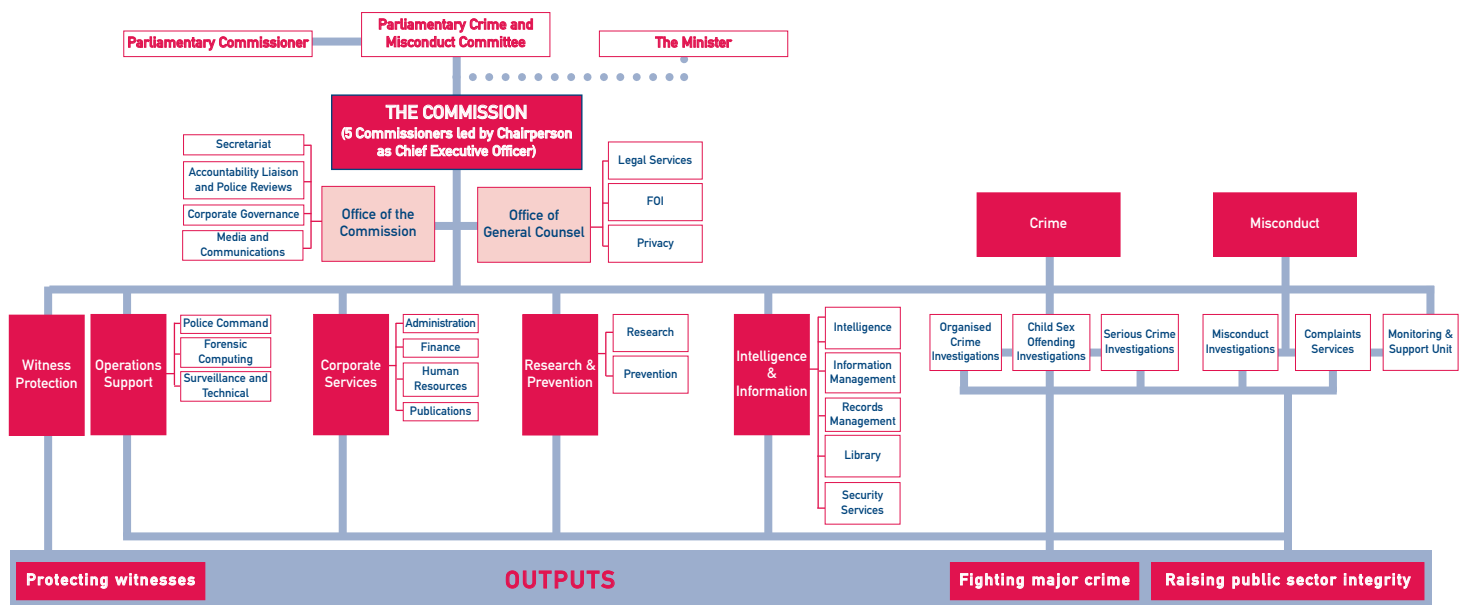 Parliamentary Commissioner
Parliamentary Crime and
Misconduct Committee
The Minister
THE COMMISSION
(5 Commissioners led by Chairperson
as Chief Executive Officer)
Secretariat
Accountability Liaison
and Police Reviews
Corporate Governance
Media and
Communications
Office of the
Commission
Office of
General Counsel
Legal Services
FOI
Privacy
Crime
Misconduct
Witness
Protection
Operations
Support
Police Command
Forensic
Computing
Surveillance and
Technical
Corporate
Services
Administration
Finance
Human
Resources
Publications
Research &
Prevention
Research
Prevention
Intelligence
&
Information
Intelligence
Information
Management
Records
Management
Library
Security
Services
Organised
Crime
Investigations
Child Sex
Offending
Investigations
Serious Crime
Investigations
Misconduct
Investigations
Complaints
Services
Monitoring &
Support Unit
Protecting witnesses
OUTPUTS
Fighting major crime
Raising public sector integrity